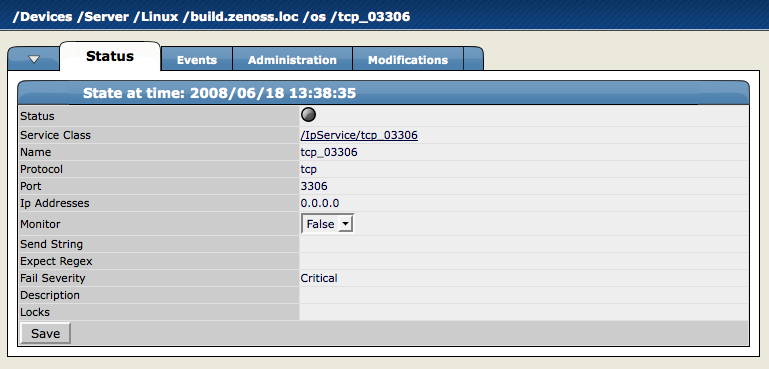 /Devices /Server /Linux /build.zenoss.loc /os /tcp_03306
Status Events Administration Modifications
State at time: 2008/06/18 13:38:35
Status
Service Class /IpService/tcp_03306
Name tcp_03306
Protocol tcp
Port 3306
Ip Addresses 0.0.0.0
Monitor False
Send String
Expect Regex
Fail Severity Critical
Description
Locks
Save